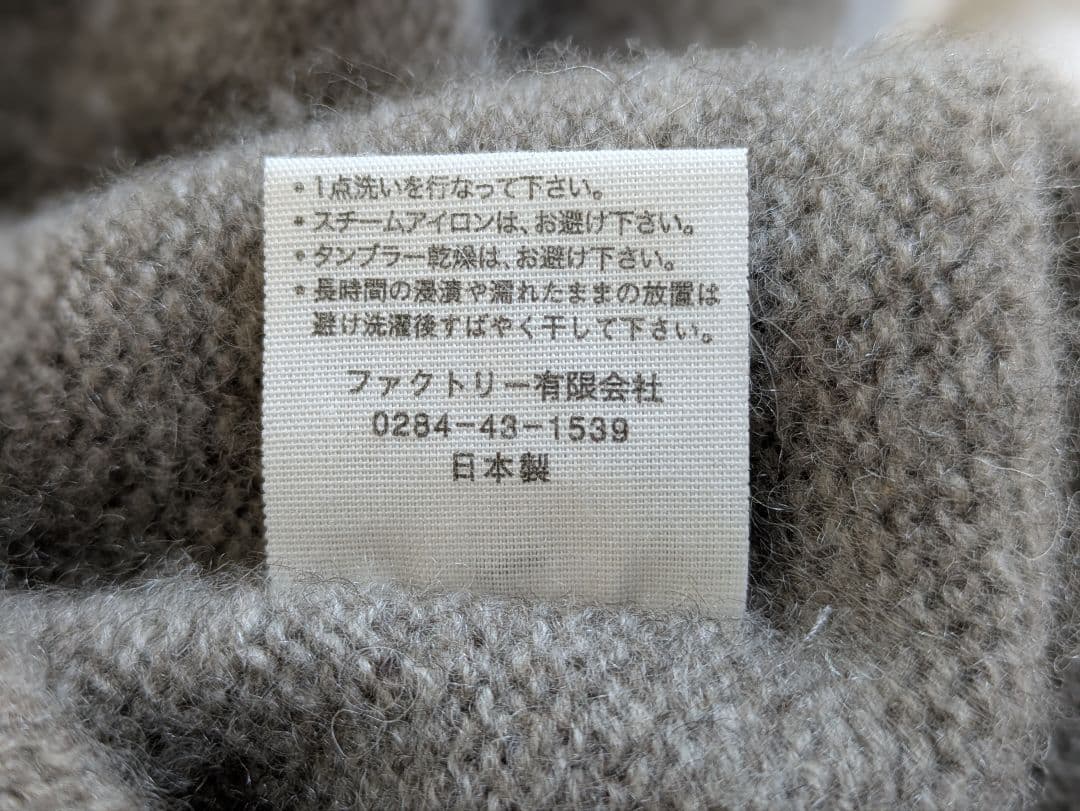 ・1点洗いを行なって下さい。
・スチームアイロンは、お避け下さい。
・タンブラー乾燥は、お避け下さい。
・長時間の浸漬や濡れたままの放置は
避け洗濯後すばやく干して下さい。
ファクトリー有限会社
0284-43-1539
日本製